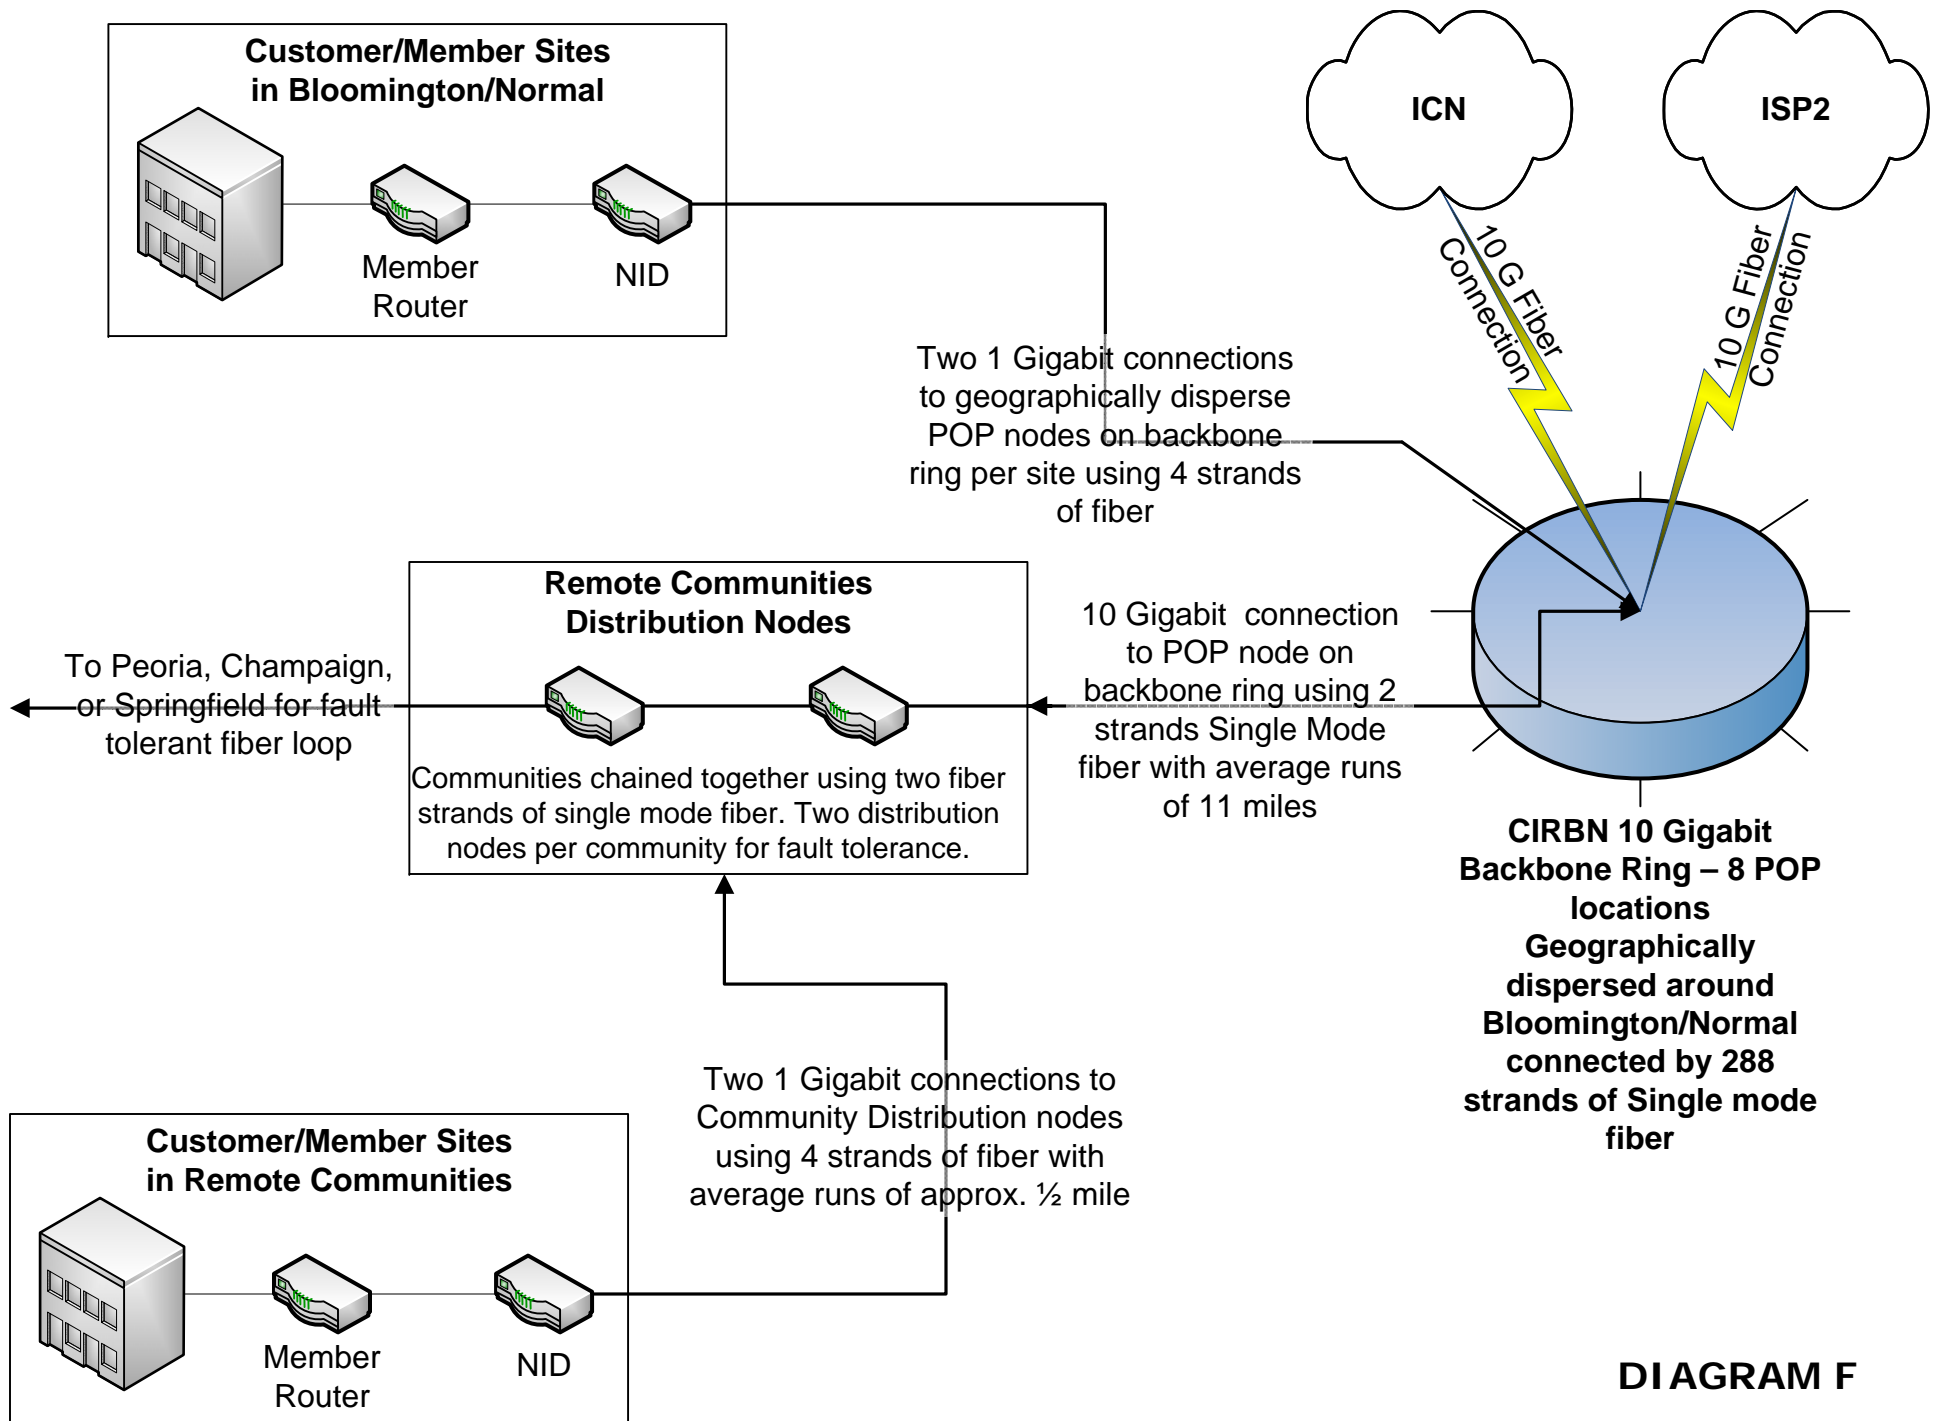 Customer/Member Sites
in Bloomington/Normal
Member
Router
NID
ICN
ISP2
10 G Fiber
Connection
10 G Fiber
Connection
Two 1 Gigabit connections
to geographically disperse
POP nodes on backbone
ring per site using 4 strands
of fiber
Remote Communities
Distribution Nodes
To Peoria, Champaign,
or Springfield for fault
tolerant fiber loop
Communities chained together using two fiber
strands of single mode fiber. Two distribution
nodes per community for fault tolerance.
10 Gigabit connection
to POP node on
backbone ring using 2
strands Single Mode
fiber with average runs
of 11 miles
CIRBN 10 Gigabit
Backbone Ring – 8 POP
locations
Geographically
dispersed around
Bloomington/Normal
connected by 288
strands of Single mode
fiber
Two 1 Gigabit connections to
Community Distribution nodes
using 4 strands of fiber with
average runs of approx. ½ mile
Customer/Member Sites
in Remote Communities
Member
Router
NID
DIAGRAM F